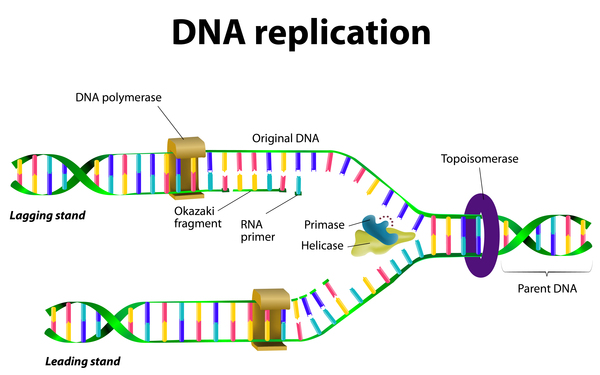 DNA replication
DNA polymerase
Original DNA
Topoisomerase
Lagging stand
Okazaki
fragment
RNA
primer
Primase
Helicase
Parent DNA
Leading stand